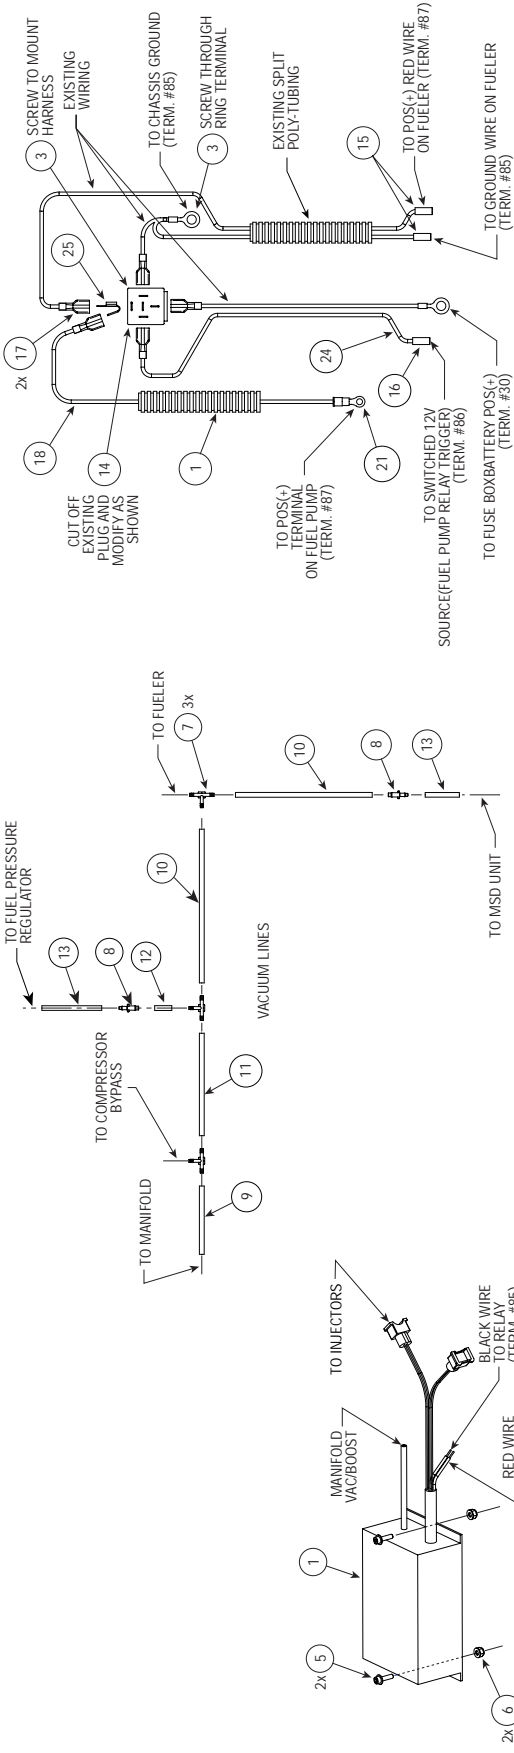 SCREW TO MOUNT
HARNESS
3
EXISTING
WIRING
TO CHASSIS GROUND
(TERM. #85)
SCREW THROUGH
RING TERMINAL
3
EXISTING SPLIT
POLY-TUBING
15
TO POS(+) RED WIRE
ON FUELER (TERM. #87)
TO GROUND WIRE ON FUELER
(TERM. #85)
25
2x 17
18
14
CUT OFF
EXISTING
PLUG AND
MODIFY AS
SHOWN
1
24
16
21
TO POS(+)
TERMINAL
ON FUEL PUMP
(TERM. #87)
TO SWITCHED 12V
SOURCE(FUEL PUMP RELAY TRIGGER)
(TERM. #86)
TO FUSE BOXBATTERY POS(+)
(TERM. #30)
TO FUEL PRESSURE
REGULATOR
13
8
12
TO COMPRESSOR
BYPASS
TO MANIFOLD
9
11
10
TO FUELER
7 3x
VACUUM LINES
10
8
13
TO MSD UNIT
TO INJECTORS
MANIFOLD
VAC/BOOST
1
2x 5
2x 6
BLACK WIRE
TO RELAY
(TERM. #85)
RED WIRE